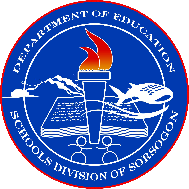 DEPARTMENT OF EDUCATION
SCHOOLS DIVISION OF SORSOGON